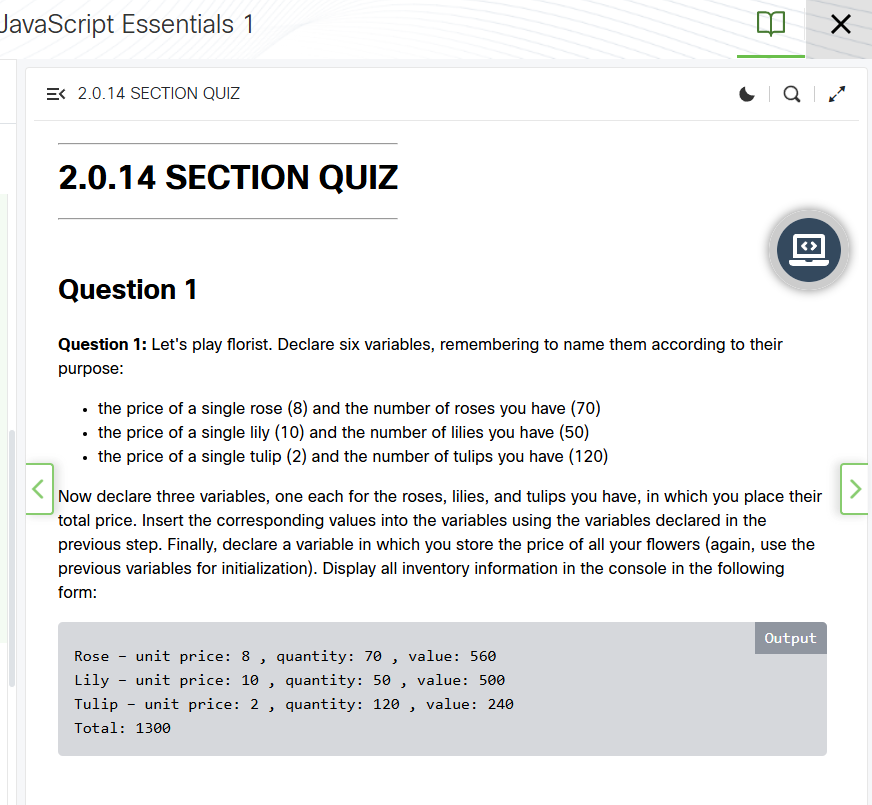 JavaScript Essentials 1
2.0.14 SECTION QUIZ
2.0.14 SECTION QUIZ
Question 1
Question 1: Let's play florist. Declare six variables, remembering to name them according to their
purpose:
• the price of a single rose (8) and the number of roses you have (70)
• the price of a single lily (10) and the number of lilies you have (50)
• the price of a single tulip (2) and the number of tulips you have (120)
Now declare three variables, one each for the roses, lilies, and tulips you have, in which you place their
total price. Insert the corresponding values into the variables using the variables declared in the
previous step. Finally, declare a variable in which you store the price of all your flowers (again, use the
previous variables for initialization). Display all inventory information in the console in the following
form:
Output
Rose – unit price: 8 , quantity: 70 , value: 560
Lily – unit price: 10 , quantity: 50 , value: 500
Tulip – unit price: 2 , quantity: 120 , value: 240
Total: 1300